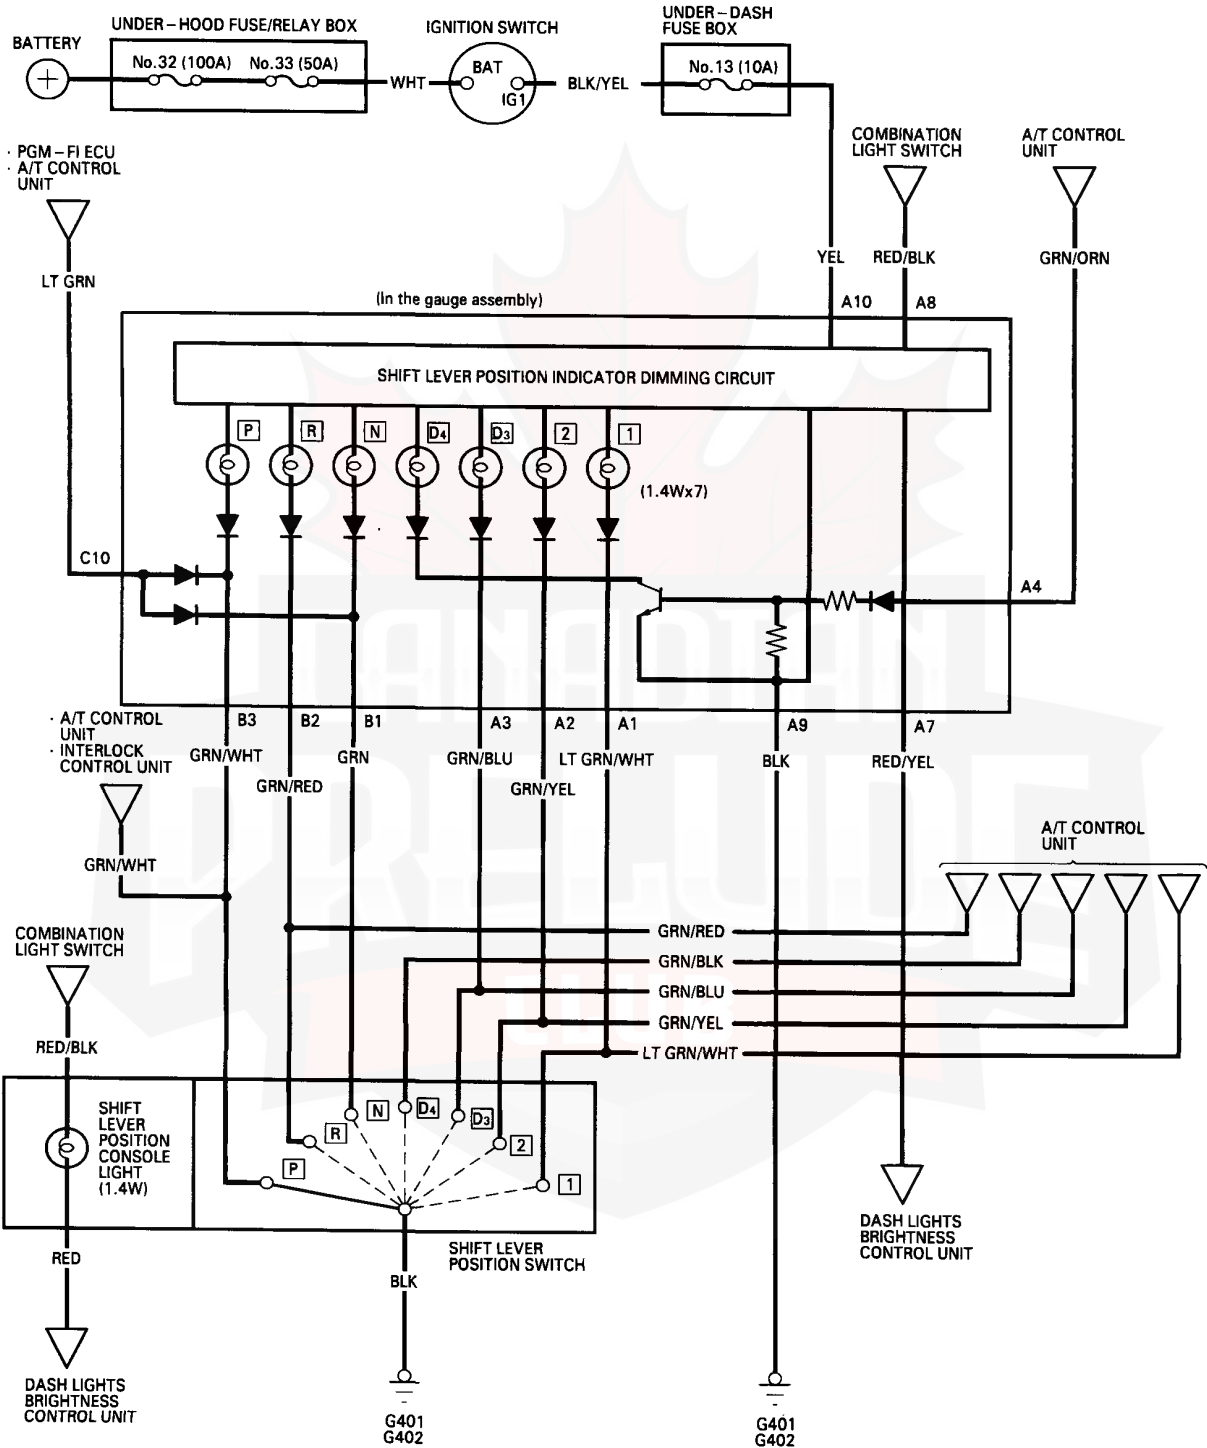 UNDER-HOOD FUSE/RELAY BOX
IGNITION SWITCH
UNDER-DASH
FUSE BOX
BATTERY
No.32 (100A)
No.33 (50A)
WHT
BAT
IG1
BLK/YEL
No.13 (10A)
COMBINATION
LIGHT SWITCH
A/T CONTROL
UNIT
· PGM-FI ECU
· A/T CONTROL
UNIT
LT GRN
YEL
RED/BLK
GRN/ORN
(In the gauge assembly)
A10
A8
SHIFT LEVER POSITION INDICATOR DIMMING CIRCUIT
P
R
N
D4
D3
2
1
(1.4Wx7)
C10
A4
B3
B2
B1
A3
A2
A1
A9
A7
· A/T CONTROL
UNIT
· INTERLOCK
CONTROL UNIT
GRN/WHT
GRN/RED
GRN
GRN/BLU
GRN/YEL
LT GRN/WHT
BLK
RED/YEL
CANADIAN
PRELUDE
CLUB
GRN/WHT
A/T CONTROL
UNIT
COMBINATION
LIGHT SWITCH
GRN/RED
GRN/BLK
GRN/BLU
GRN/YEL
LT GRN/WHT
RED/BLK
SHIFT
LEVER
POSITION
CONSOLE
LIGHT
(1.4W)
P
R
N
D4
D3
2
1
SHIFT LEVER
POSITION SWITCH
RED
BLK
DASH LIGHTS
BRIGHTNESS
CONTROL UNIT
DASH LIGHTS
BRIGHTNESS
CONTROL UNIT
G401
G402
G401
G402